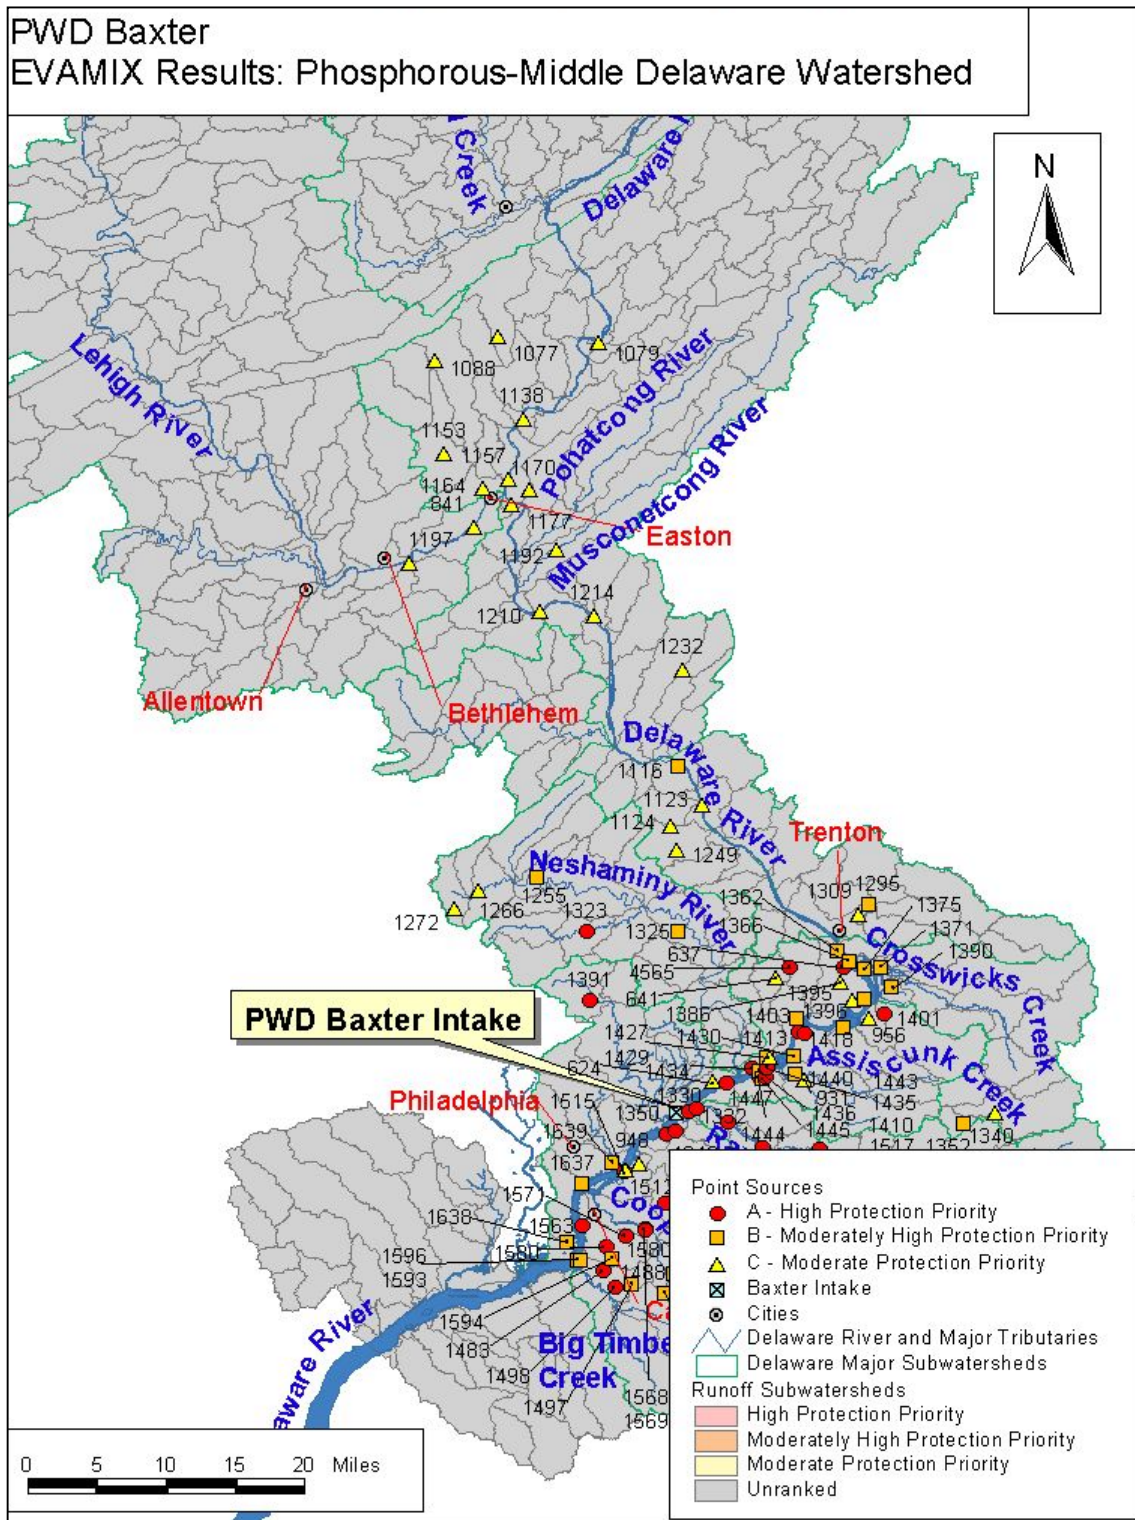 PWD Baxter
EVAMIX Results: Phosphorous-Middle Delaware Watershed
N
Creek
Delaware
Lehigh River
1077
1079
1088
1138
Pohatcong River
Musconetcong River
1153
1157
1170
1164
841
1177
Easton
1197
1192
1214
1210
1232
Allentown
Bethlehem
Delaware River
1116
1123
1124
1249
Trenton
Neshaminy River
1255
1266
1272
1323
1325
1362
1366
1309
1295
1375
1371
1390
637
4565
641
Crosswicks Creek
1391
1386
1395
1396
1403
1401
956
PWD Baxter Intake
1427
1430
1413
1418
Assiscunk Creek
1429
1434
624
1440
1443
931
1435
1436
1447
1410
1445
1444
1517
1352
1340
Philadelphia
1330
1350
1332
1515
1639
948
1637
1512
Ra
Coop
1571
1638
1563
1580
1580
1596
1593
1488
Ca
1594
1483
Big Timbe
Creek
1498
1497
1568
1569
aware River
0 5 10 15 20 Miles
Point Sources
A - High Protection Priority
B - Moderately High Protection Priority
C - Moderate Protection Priority
Baxter Intake
Cities
Delaware River and Major Tributaries
Delaware Major Subwatersheds
Runoff Subwatersheds
High Protection Priority
Moderately High Protection Priority
Moderate Protection Priority
Unranked